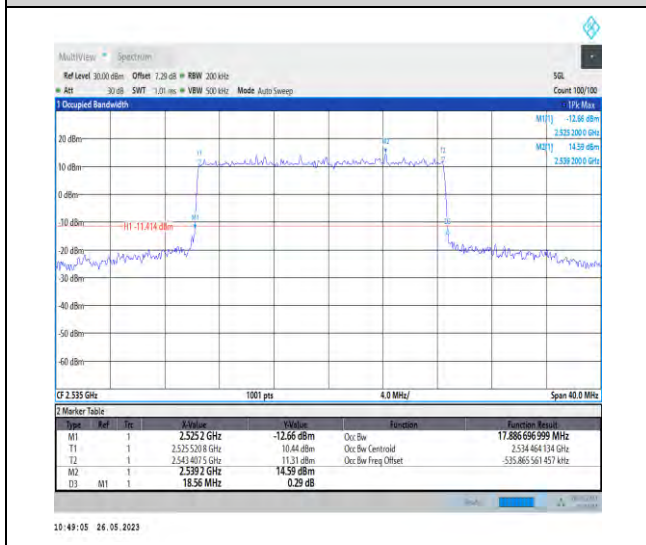 MultiView Spectrum
Ref Level 30.00 dBm Offset 7.29 dB RBW 200 kHz SGL
Att 30 dB SWT 1.01 ms VBW 500 kHz Mode Auto Sweep Count 100/100
1 Occupied Bandwidth 1Pk Max
M1[1] -12.66 dBm
2.525 200 0 GHz
M2[1] 14.59 dBm
2.539 200 0 GHz
20 dBm
10 dBm
0 dBm
-10 dBm
-20 dBm
-30 dBm
-40 dBm
-50 dBm
-60 dBm
T1
M2
T2
M1
D3
H1 -11.414 dBm
CF 2.535 GHz 1001 pts 4.0 MHz/ Span 40.0 MHz
2 Marker Table
Type Ref Trc X-Value Y-Value Function Function Result
M1 1 2.525 2 GHz -12.66 dBm Occ Bw 17.886 696 999 MHz
T1 1 2.525 520 8 GHz 10.44 dBm Occ Bw Centroid 2.534 464 134 GHz
T2 1 2.543 407 5 GHz 11.31 dBm Occ Bw Freq Offset -535.865 561 457 kHz
M2 1 2.539 2 GHz 14.59 dBm
D3 M1 1 18.56 MHz 0.29 dB
10:49:05 26.05.2023